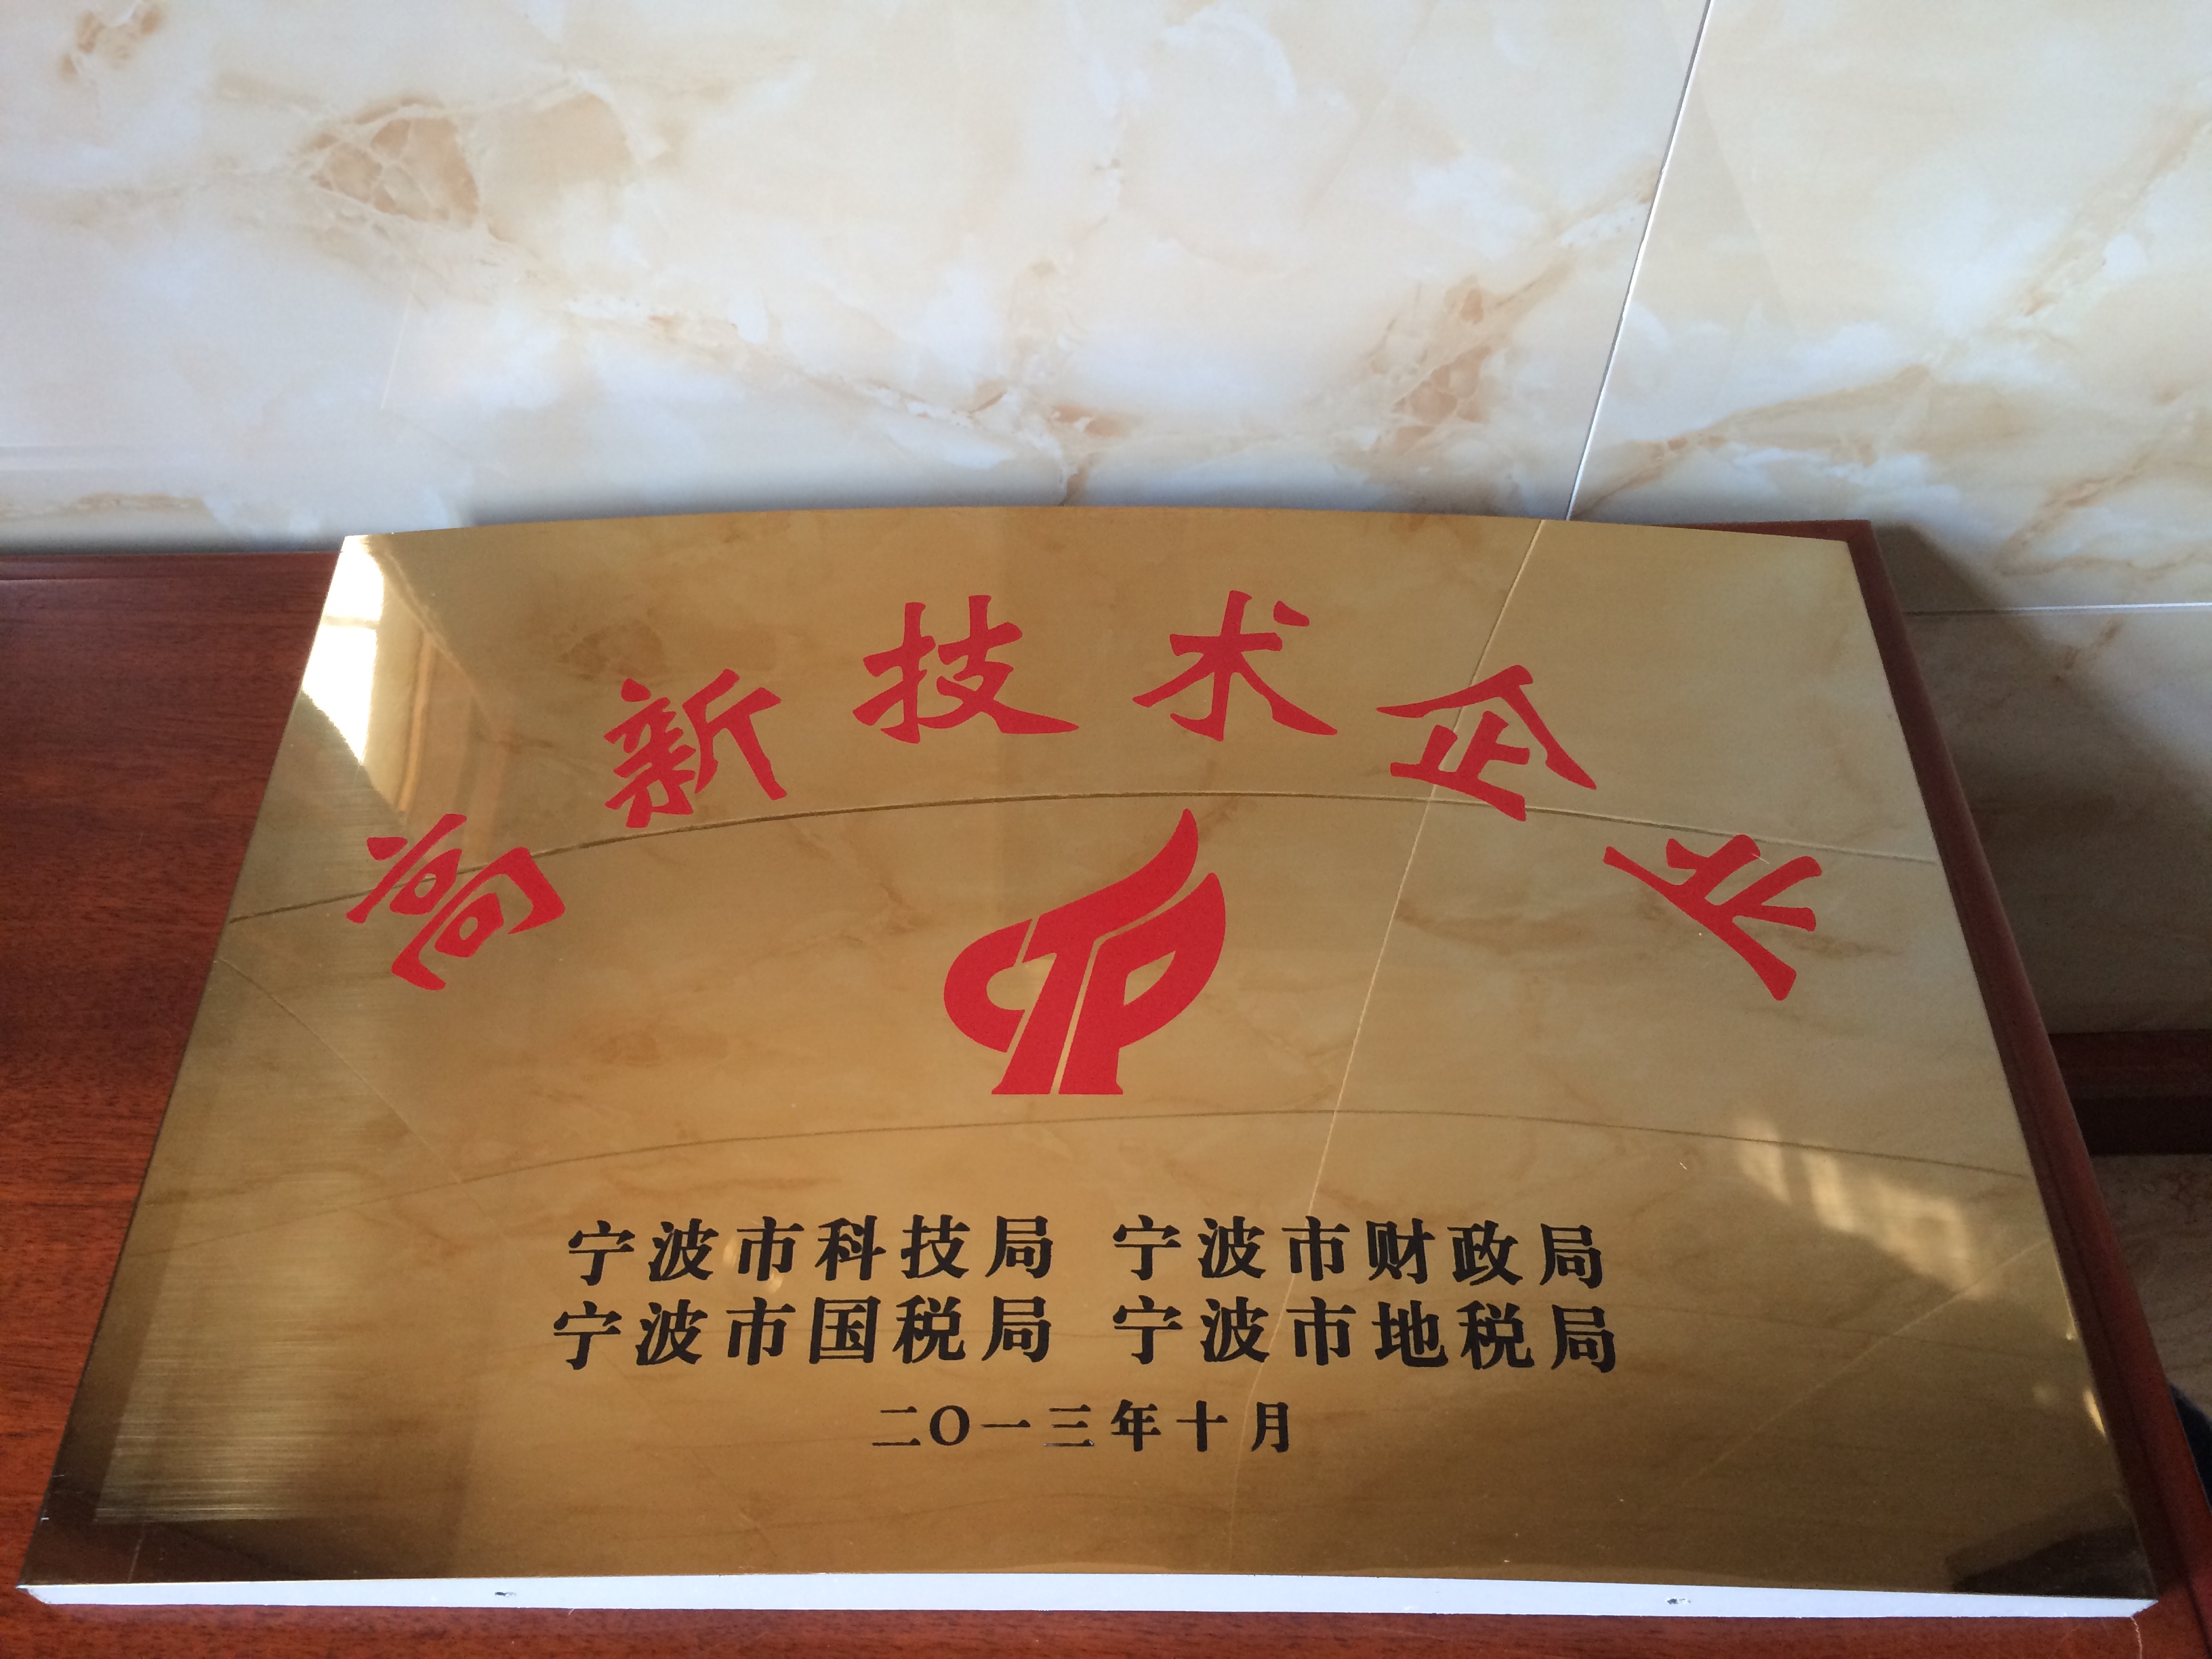 高新技术企业
宁波市科技局 宁波市财政局
宁波市国税局 宁波市地税局
二〇一三年十月